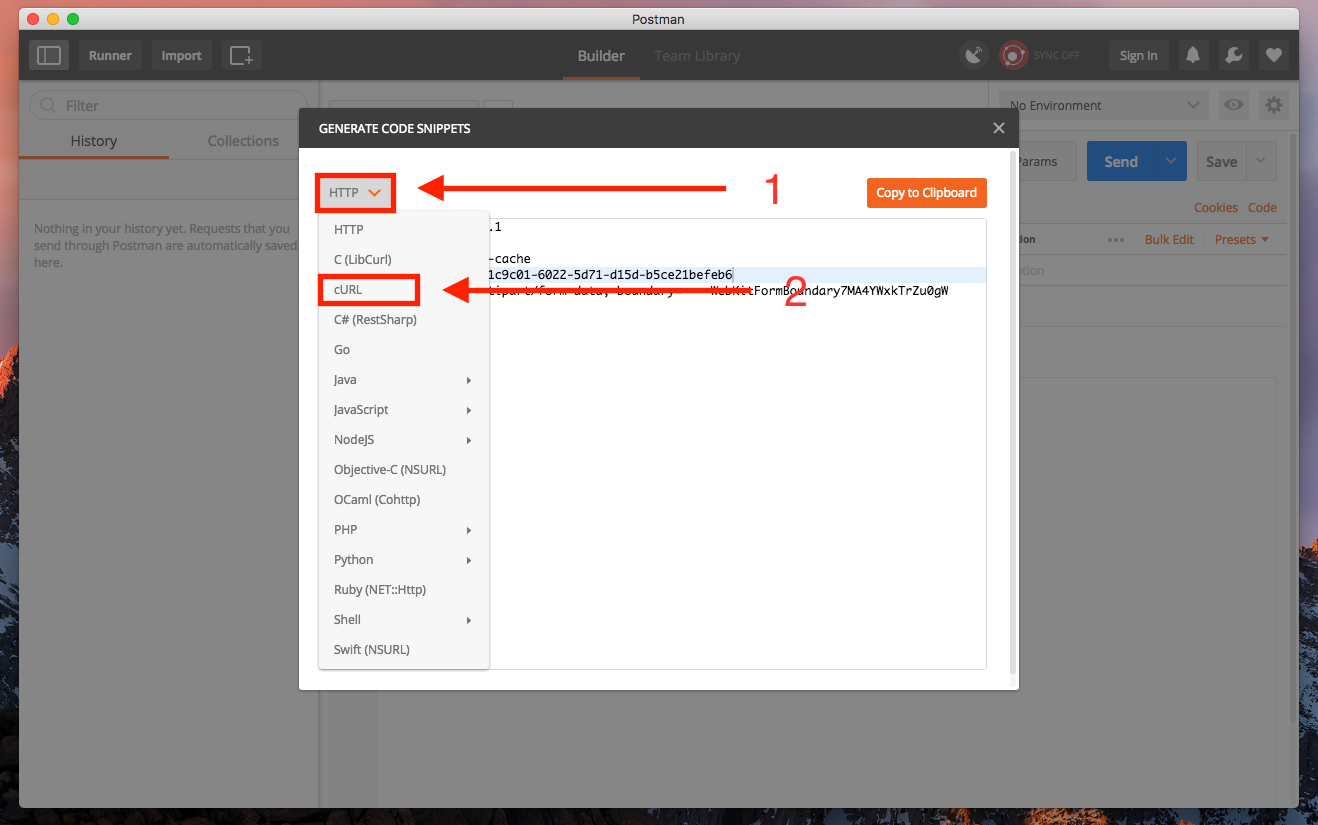 Postman
Runner
Import
Builder
Team Library
SYNC OFF
Sign In
Filter
No Environment
History
Collections
GENERATE CODE SNIPPETS
Params
Send
Save
Cookies Code
Nothing in your history yet. Requests that you
send through Postman are automatically saved
here.
Bulk Edit
Presets
HTTP
1
Copy to Clipboard
HTTP
C (LibCurl)
cURL
2
C# (RestSharp)
Go
Java
JavaScript
NodeJS
Objective-C (NSURL)
OCaml (Cohttp)
PHP
Python
Ruby (NET::Http)
Shell
Swift (NSURL)
.1
-cache
1c9c01-6022-5d71-d15d-b5ce21befeb6
WebKitFormBoundary7MA4YWxkTrZu0gW